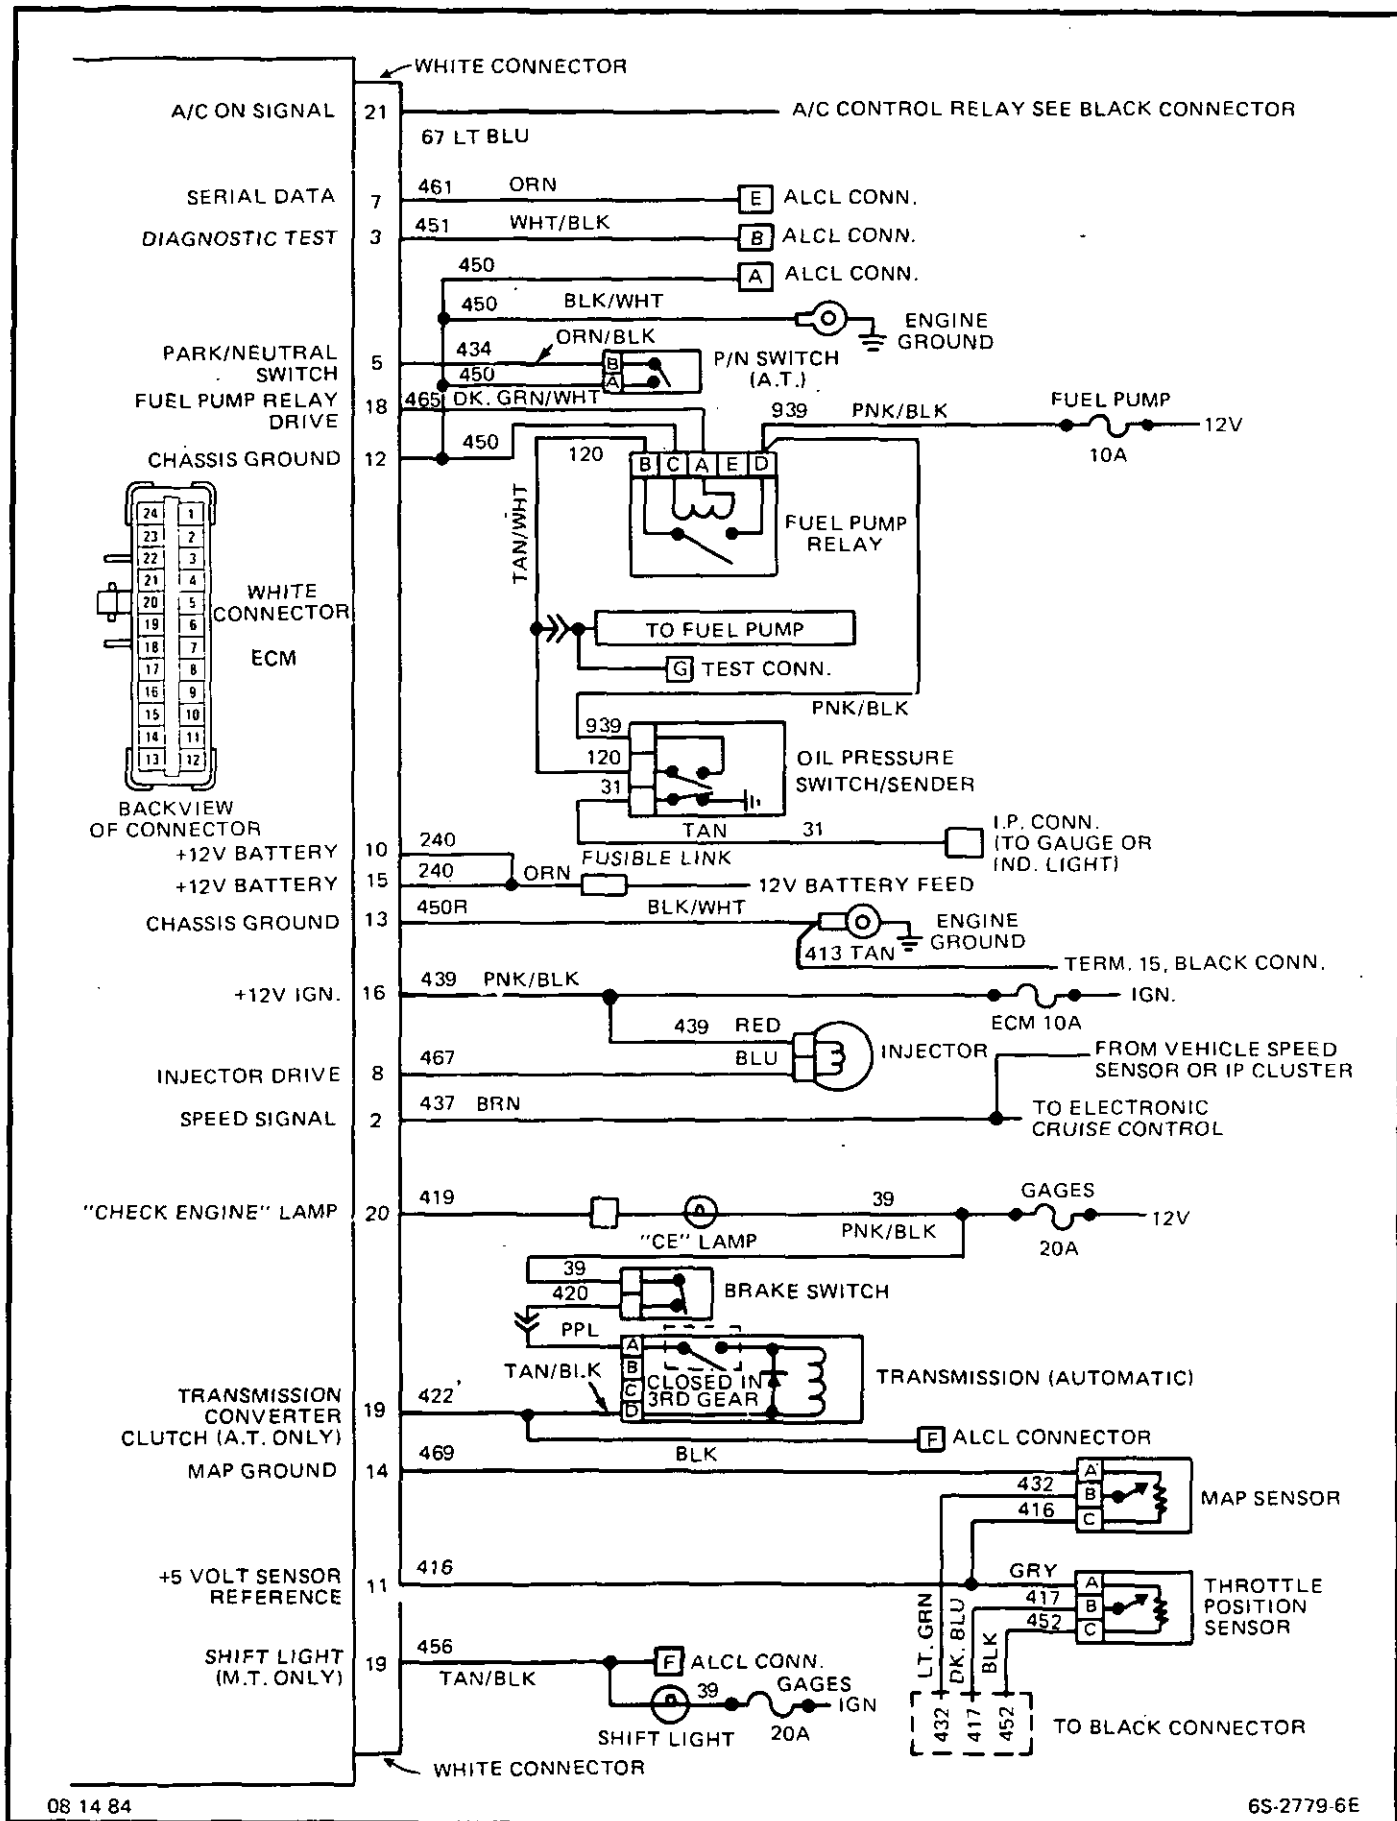 WHITE CONNECTOR
A/C ON SIGNAL 21 A/C CONTROL RELAY SEE BLACK CONNECTOR
67 LT BLU
SERIAL DATA 7 461 ORN E ALCL CONN.
DIAGNOSTIC TEST 3 451 WHT/BLK B ALCL CONN.
450 A ALCL CONN.
450 BLK/WHT ENGINE
GROUND
ORN/BLK
PARK/NEUTRAL
SWITCH 5 434 B P/N SWITCH
450 A (A.T.)
FUEL PUMP RELAY
DRIVE 18 465 DK. GRN/WHT
939 PNK/BLK FUEL PUMP 12V
10A
CHASSIS GROUND 12 450 120
B C A E D
TAN/WHT
FUEL PUMP
RELAY
24 1
23 2
22 3
21 4
20 5
19 6
18 7
17 8
16 9
15 10
14 11
13 12
WHITE
CONNECTOR
ECM
BACKVIEW
OF CONNECTOR
TO FUEL PUMP
G TEST CONN.
PNK/BLK
939
120
31
OIL PRESSURE
SWITCH/SENDER
TAN 31
I.P. CONN.
(TO GAUGE OR
IND. LIGHT)
+12V BATTERY 10 240 FUSIBLE LINK
+12V BATTERY 15 240 ORN 12V BATTERY FEED
CHASSIS GROUND 13 450R BLK/WHT ENGINE
GROUND
413 TAN
TERM. 15, BLACK CONN.
+12V IGN. 16 439 PNK/BLK IGN.
ECM 10A
439 RED
BLU
INJECTOR
INJECTOR DRIVE 8 467
FROM VEHICLE SPEED
SENSOR OR IP CLUSTER
SPEED SIGNAL 2 437 BRN
TO ELECTRONIC
CRUISE CONTROL
"CHECK ENGINE" LAMP 20 419 39 GAGES 12V
"CE" LAMP PNK/BLK 20A
39
420
BRAKE SWITCH
PPL A
B
C
D
TAN/BLK
CLOSED IN
3RD GEAR
TRANSMISSION (AUTOMATIC)
TRANSMISSION
CONVERTER
CLUTCH (A.T. ONLY) 19 422
F ALCL CONNECTOR
MAP GROUND 14 469 BLK
A
432 B
416 C
MAP SENSOR
+5 VOLT SENSOR
REFERENCE 11 416
GRY A
417 B
452 C
THROTTLE
POSITION
SENSOR
LT. GRN
DK. BLU
BLK
SHIFT LIGHT
(M.T. ONLY) 19 456
TAN/BLK
F ALCL CONN.
39 GAGES IGN
SHIFT LIGHT 20A
432 417 452 TO BLACK CONNECTOR
WHITE CONNECTOR
08 14 84
6S-2779-6E